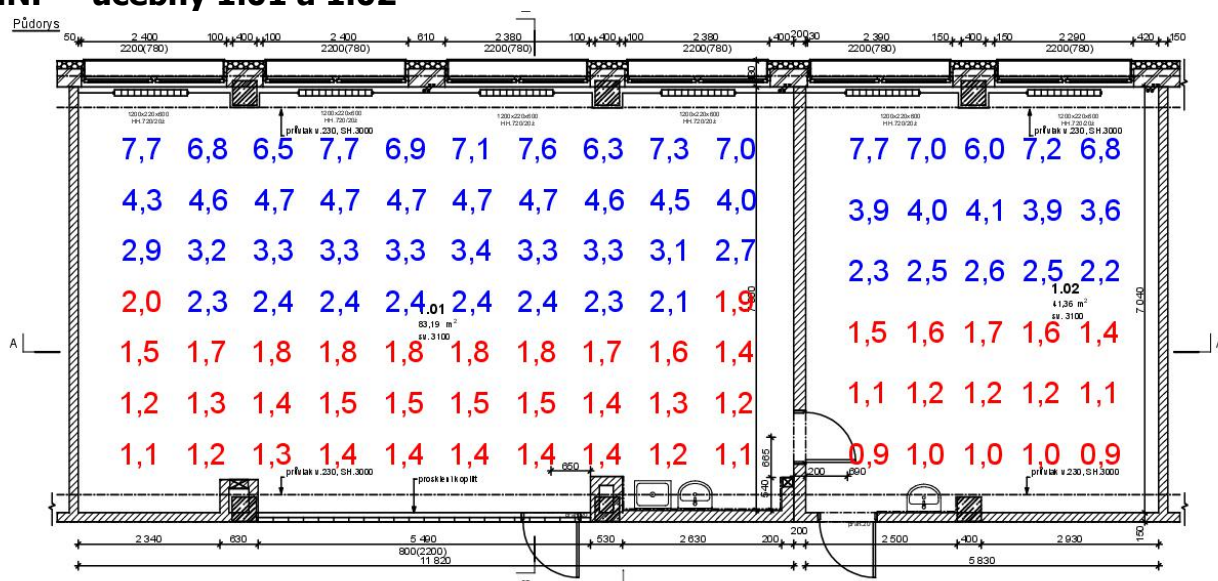 učebny 1.01 a 1.02
Půdorys
50 2 400 100 400 100 2 400 610 2 380 100 400 100 2 380 400 200 30 2 390 150 400 150 2 290 420 150
2200(780) 2200(780) 2200(780) 2200(780) 2200(780) 2200(780)
1200x220x600 1200x220x600 1200x220x600 1200x220x600 1200x220x600 1200x220x600
průvlak v.230, SH.3000 průvlak v.230, SH.3000
7,7 6,8 6,5 7,7 6,9 7,1 7,6 6,3 7,3 7,0 7,7 7,0 6,0 7,2 6,8
4,3 4,6 4,7 4,7 4,7 4,7 4,7 4,6 4,5 4,0 3,9 4,0 4,1 3,9 3,6
2,9 3,2 3,3 3,3 3,3 3,4 3,3 3,3 3,1 2,7 2,3 2,5 2,6 2,5 2,2
2,0 2,3 2,4 2,4 2,4 2,4 2,4 2,3 2,1 1,9
1.01
83,19 m²
sv. 3100
1.02
41,36 m²
sv. 3100
7 040
A A
1,5 1,7 1,8 1,8 1,8 1,8 1,8 1,7 1,6 1,4 1,5 1,6 1,7 1,6 1,4
1,2 1,3 1,4 1,5 1,5 1,5 1,5 1,4 1,3 1,2 1,1 1,2 1,2 1,2 1,1
1,1 1,2 1,3 1,4 1,4 1,4 1,4 1,4 1,2 1,1 0,9 1,0 1,0 1,0 0,9
průvlak v.230, SH.3000 650 665 200 690 průvlak v.230, SH.3000
540
2 340 630 5 490 530 2 630 200 200 2 500 400 2 930 150
800(2200)
11 820 5 830